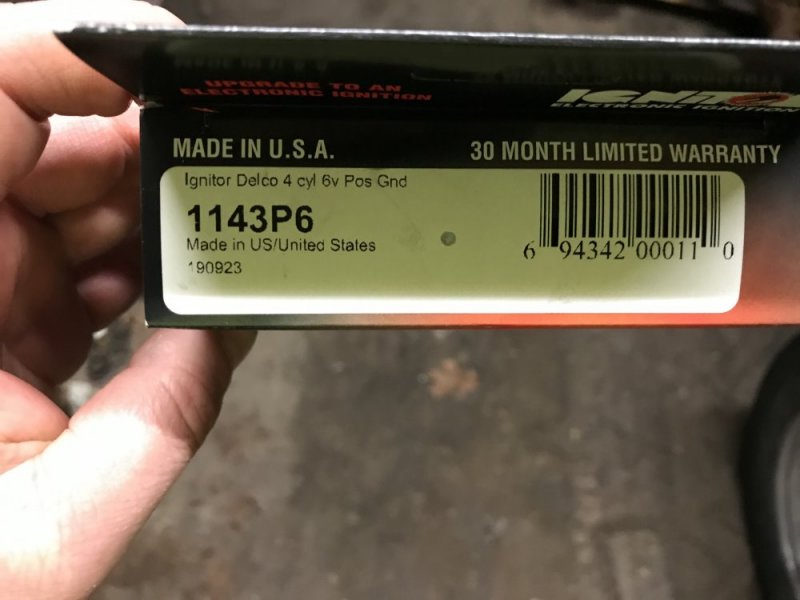 UPGRADE TO AN
ELECTRONIC IGNITION
IGNITOR
ELECTRONIC IGNITION
MADE IN U.S.A.
30 MONTH LIMITED WARRANTY
Ignitor Delco 4 cyl 6v Pos Gnd
1143P6
Made in US/United States
190923
6 94342 00011 0